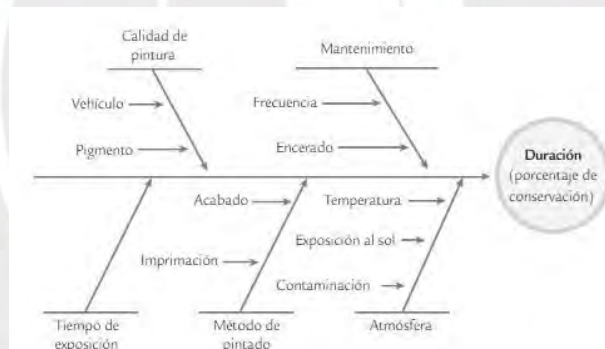 Calidad de
pintura
Mantenimiento
Vehículo
Frecuencia
Pigmento
Encerado
Duración
(porcentaje de
conservación)
Acabado
Temperatura
Exposición al sol
Imprimación
Contaminación
Tiempo de
exposición
Método de
pintado
Atmósfera